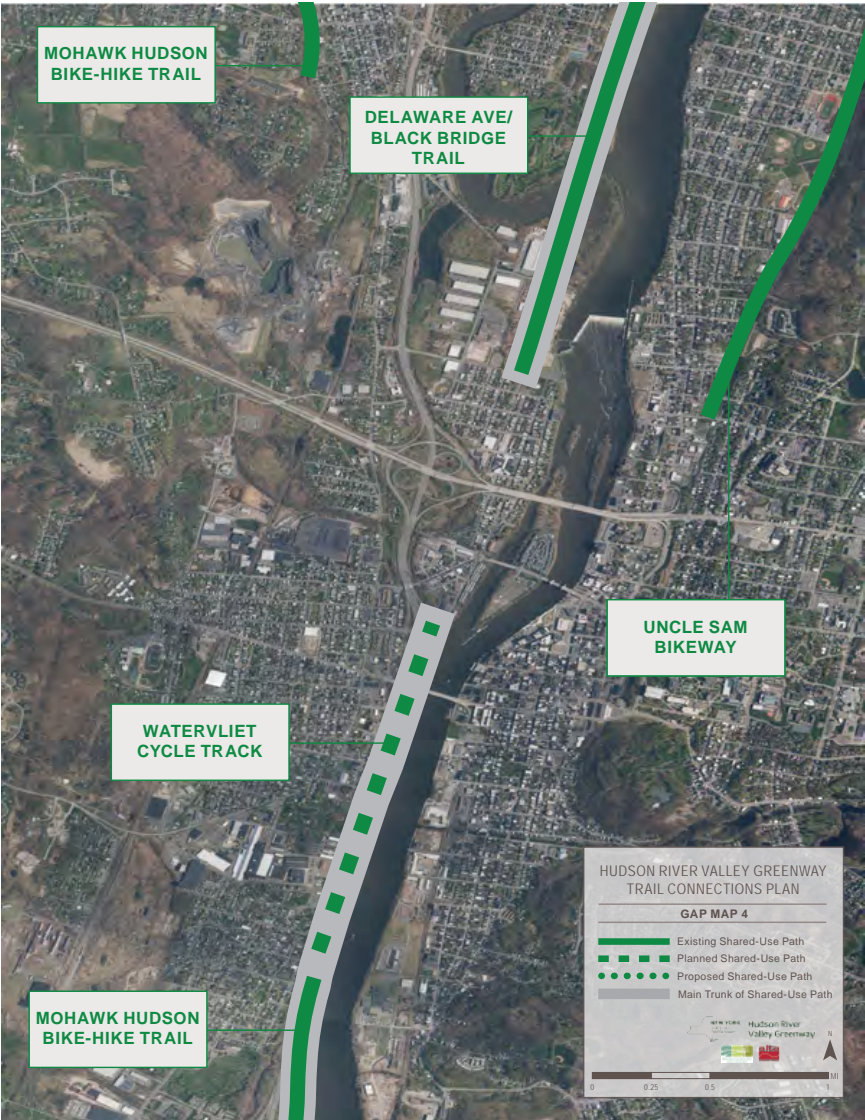 MOHAWK HUDSON
BIKE-HIKE TRAIL
DELAWARE AVE/
BLACK BRIDGE
TRAIL
UNCLE SAM
BIKEWAY
WATERVLIET
CYCLE TRACK
MOHAWK HUDSON
BIKE-HIKE TRAIL
HUDSON RIVER VALLEY GREENWAY
TRAIL CONNECTIONS PLAN
GAP MAP 4
Existing Shared-Use Path
Planned Shared-Use Path
Proposed Shared-Use Path
Main Trunk of Shared-Use Path
Hudson River
Valley Greenway
N
MI
0 0.25 0.5 1